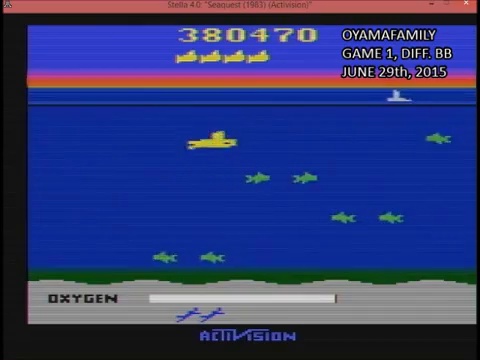 Stella 4.0: "Seaquest (1983) (Activision)"
380470
OYAMAFAMILY
GAME 1, DIFF. BB
JUNE 29th, 2015
OXYGEN
ACTIVISION